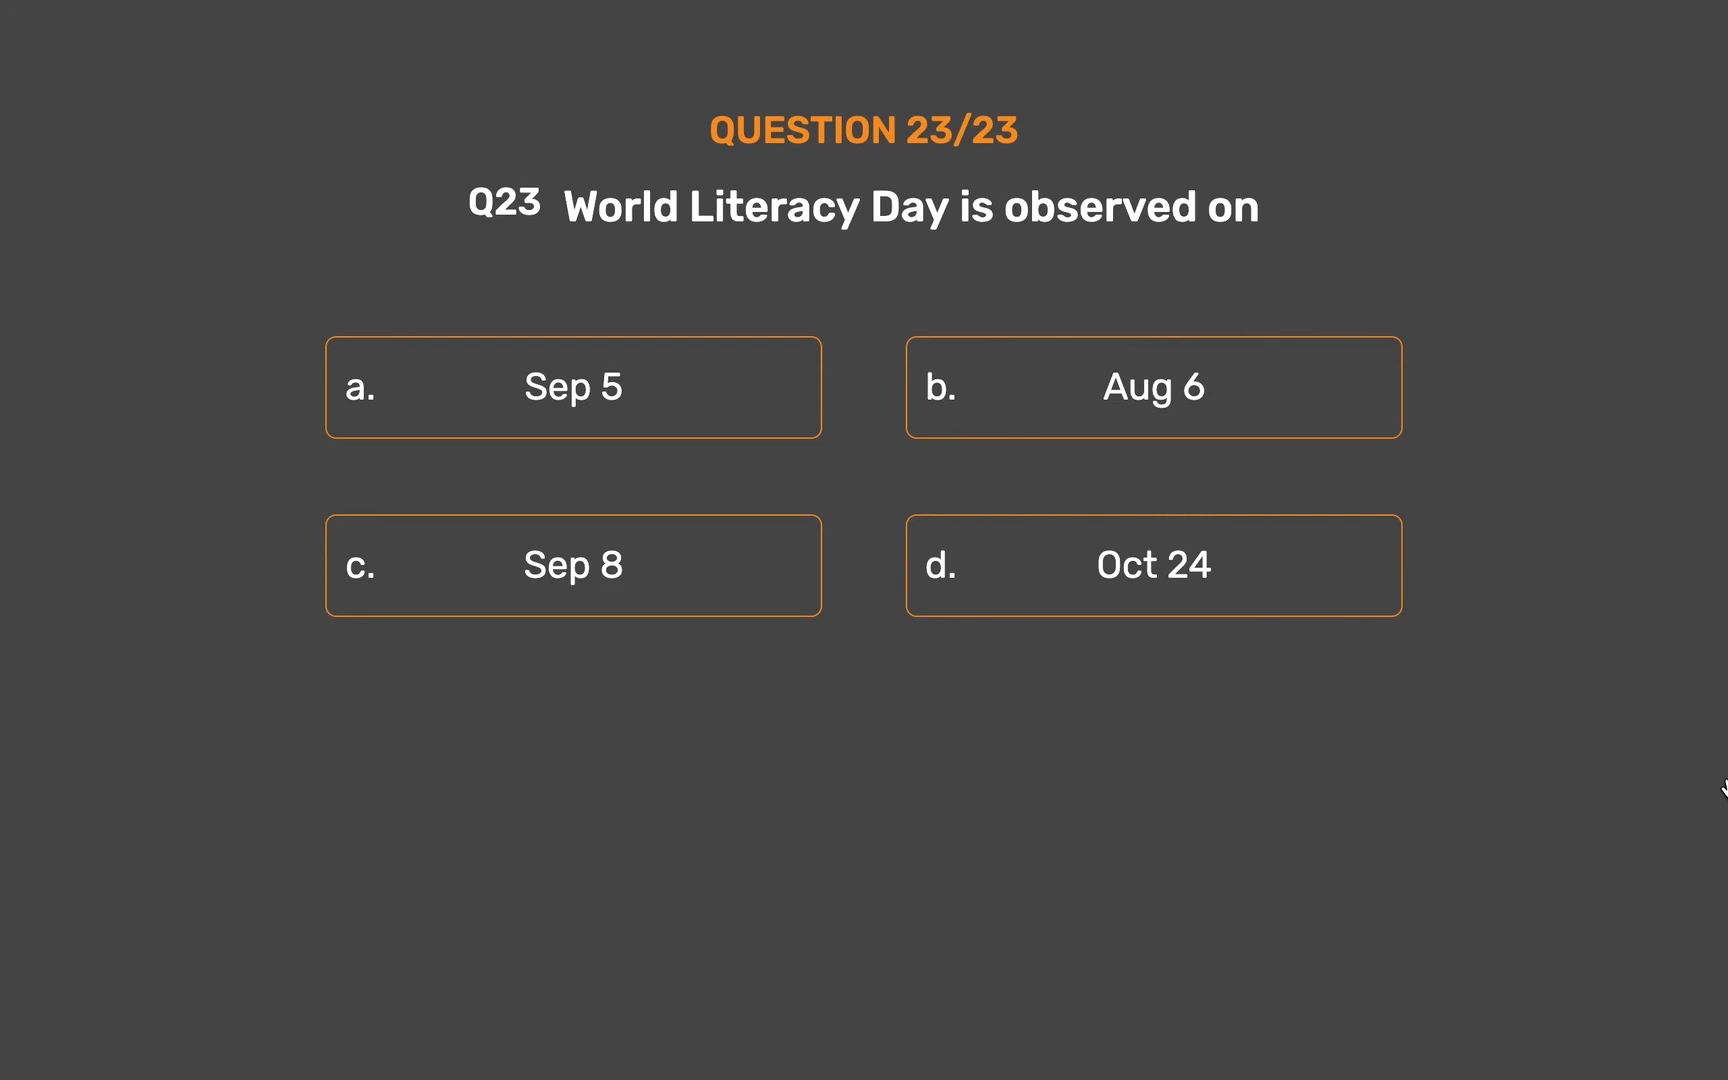 QUESTION 23/23
Q23 World Literacy Day is observed on
a. Sep 5
b. Aug 6
c. Sep 8
d. Oct 24